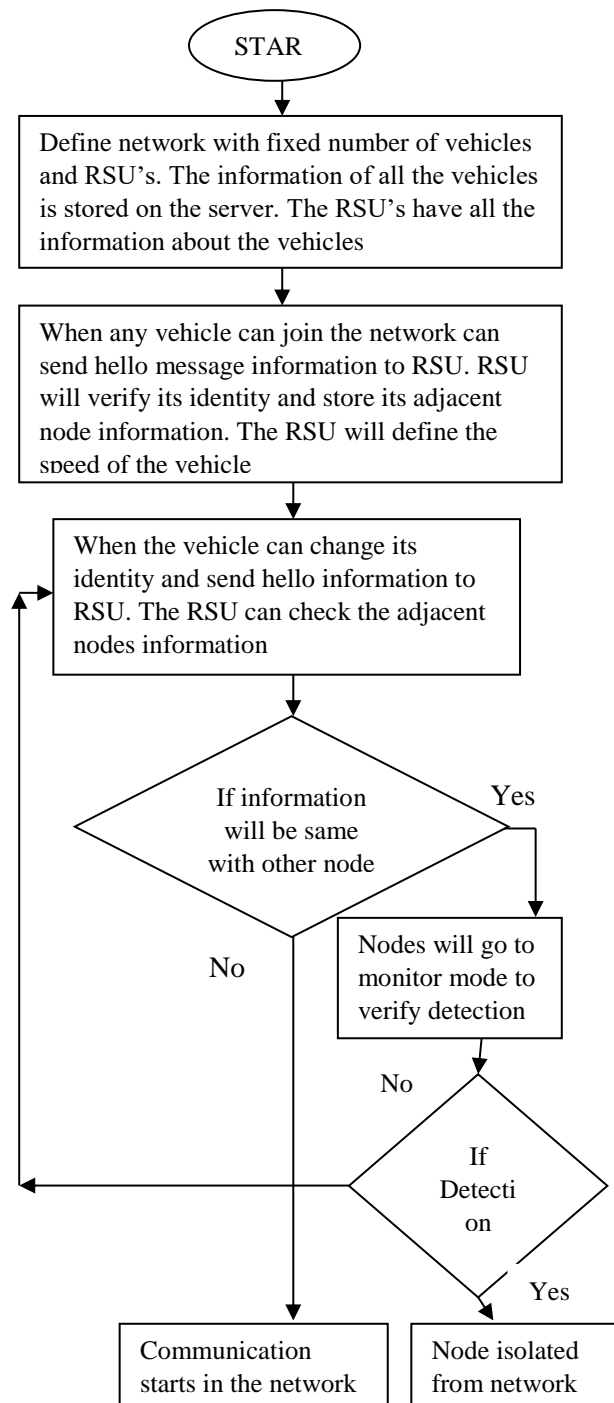 STAR
Define network with fixed number of vehicles
and RSU’s. The information of all the vehicles
is stored on the server. The RSU’s have all the
information about the vehicles
When any vehicle can join the network can
send hello message information to RSU. RSU
will verify its identity and store its adjacent
node information. The RSU will define the
speed of the vehicle
When the vehicle can change its
identity and send hello information to
RSU. The RSU can check the adjacent
nodes information
If information
will be same
with other node
Yes
No
Nodes will go to
monitor mode to
verify detection
No
If
Detecti
on
Yes
Communication
starts in the network
Node isolated
from network